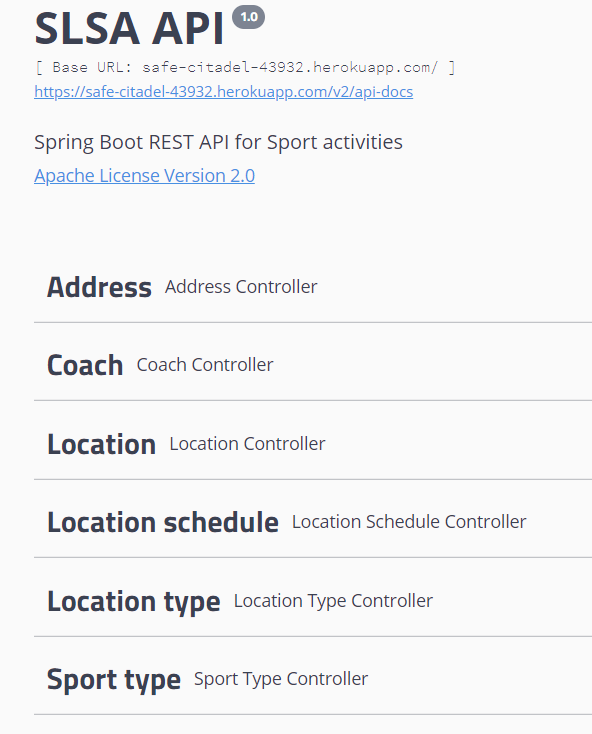 SLSA API 1.0
[ Base URL: safe-citadel-43932.herokuapp.com/ ]
https://safe-citadel-43932.herokuapp.com/v2/api-docs
Spring Boot REST API for Sport activities
Apache License Version 2.0
Address Address Controller
Coach Coach Controller
Location Location Controller
Location schedule Location Schedule Controller
Location type Location Type Controller
Sport type Sport Type Controller